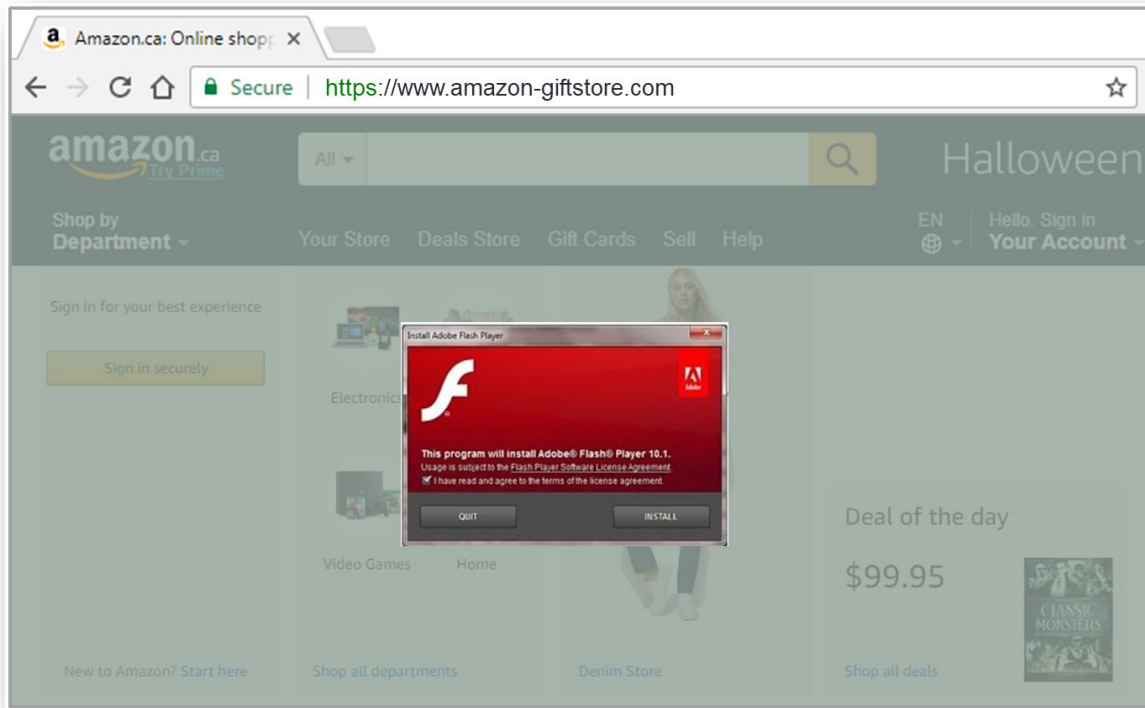 Amazon.ca: Online shopp
Secure
https://www.amazon-giftstore.com
amazon.ca
Try Prime
All
Halloween
Shop by
Department
Your Store
Deals Store
Gift Cards
Sell
Help
EN
Hello. Sign in
Your Account
Sign in for your best experience
Sign in securely
Electronics
Install Adobe Flash Player
Adobe
This program will install Adobe® Flash® Player 10.1.
Usage is subject to the Flash Player Software License Agreement.
I have read and agree to the terms of the license agreement.
QUIT
INSTALL
Video Games
Home
Deal of the day
$99.95
CLASSIC
MONSTERS
New to Amazon? Start here
Shop all departments
Denim Store
Shop all deals